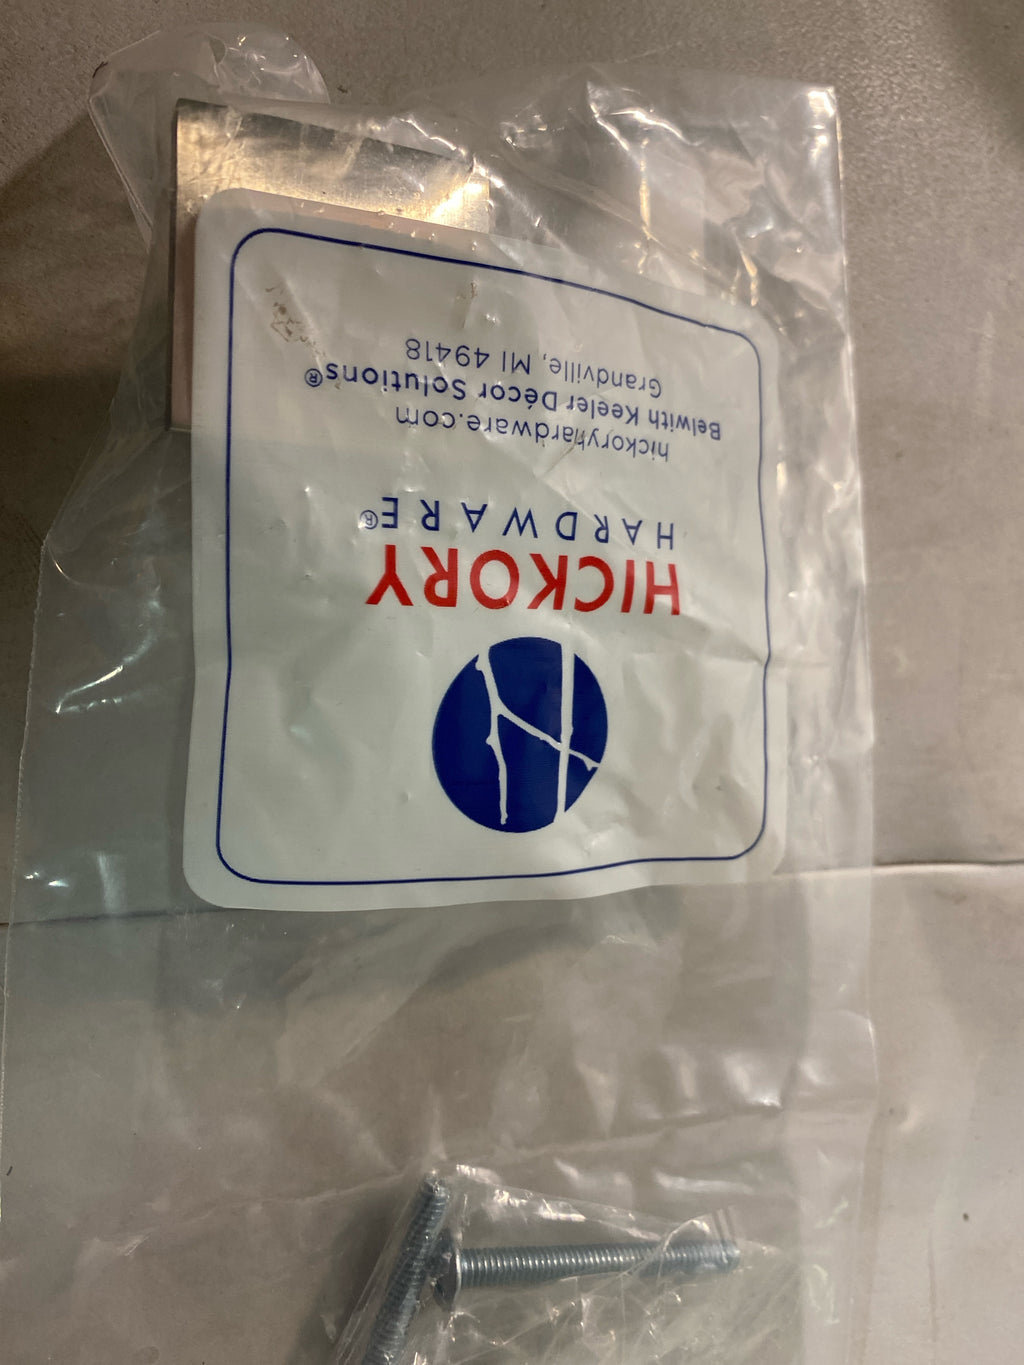 HICKORY
HARDWARE®
hickoryhardware.com
Belwith Keeler Décor Solutions®
Grandville, MI 49418